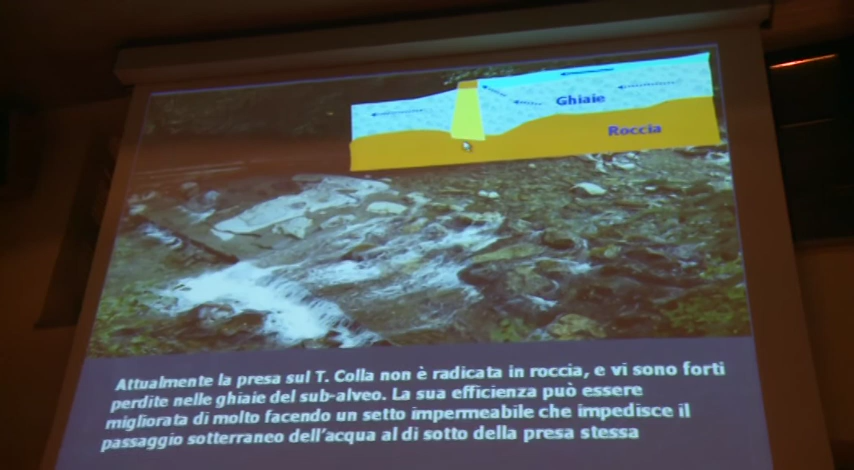 Ghiaie
Roccia
Attualmente la presa sul T. Colla non è radicata in roccia, e vi sono forti
perdite nelle ghiaie del sub-alveo. La sua efficienza può essere
migliorata di molto facendo un setto impermeabile che impedisce il
passaggio sotterraneo dell'acqua al di sotto della presa stessa